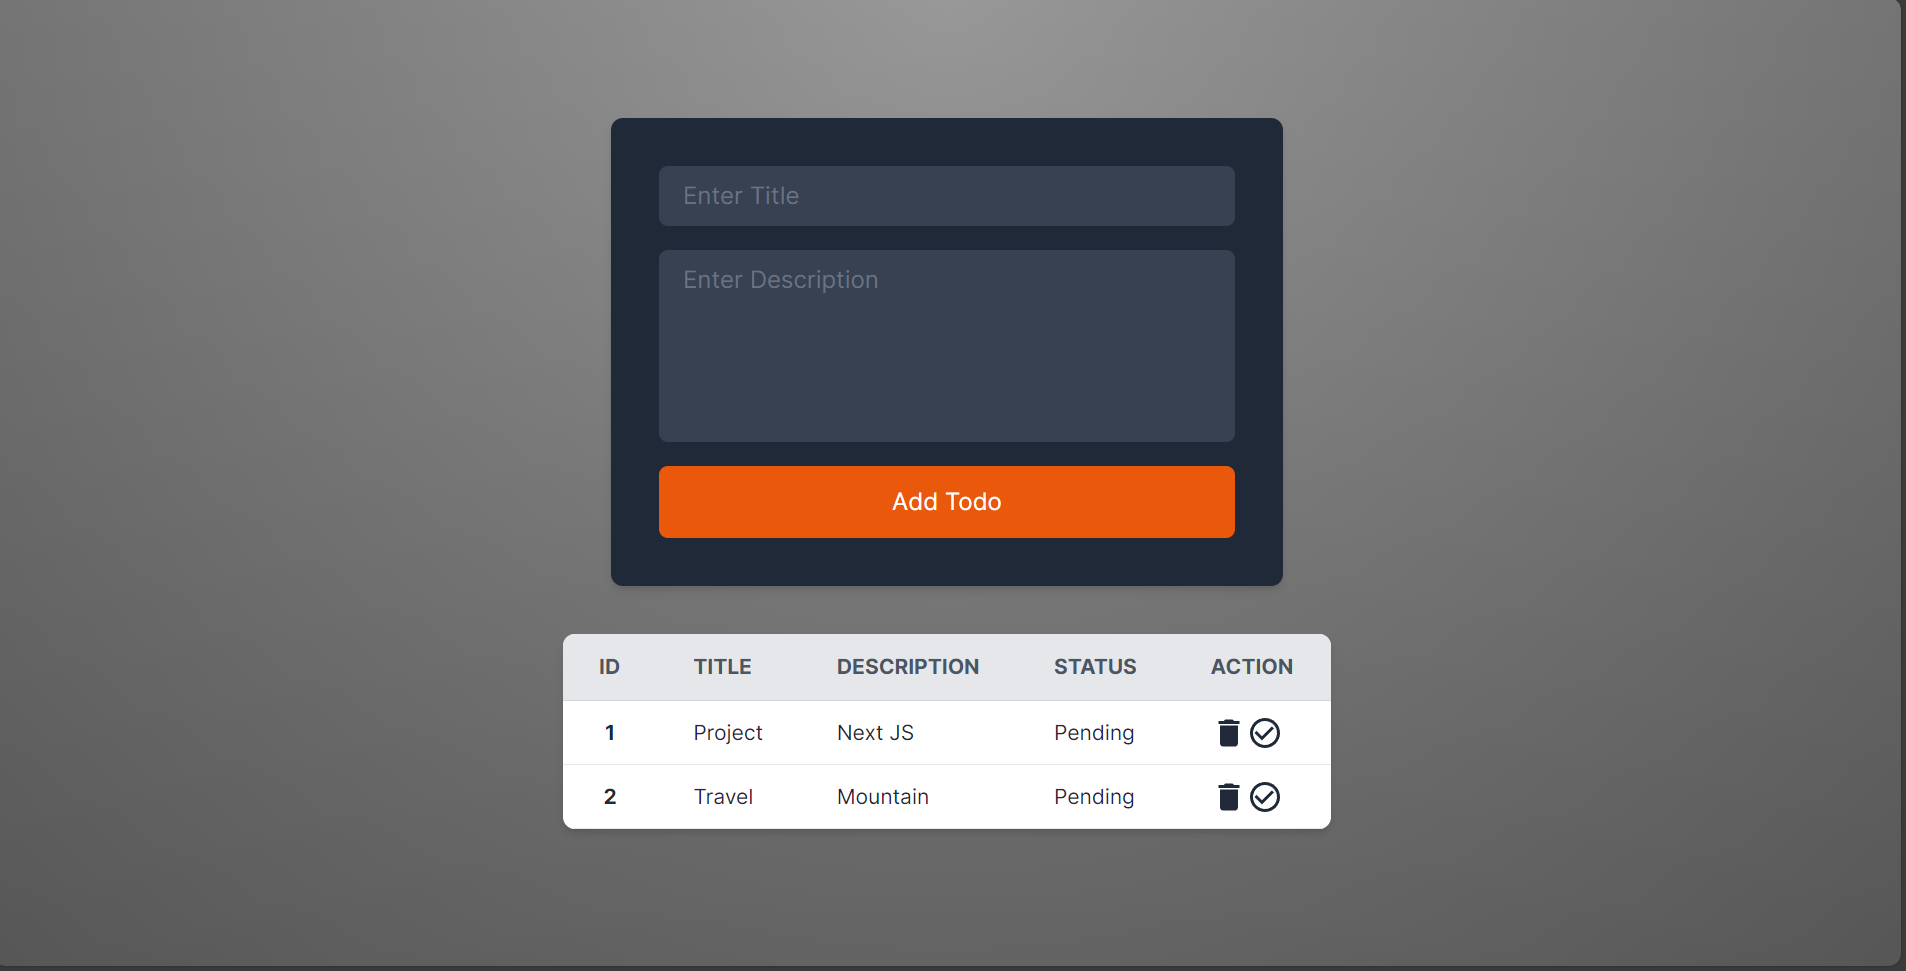 Enter Title
Enter Description
Add Todo
ID TITLE DESCRIPTION STATUS ACTION
1 Project Next JS Pending
2 Travel Mountain Pending